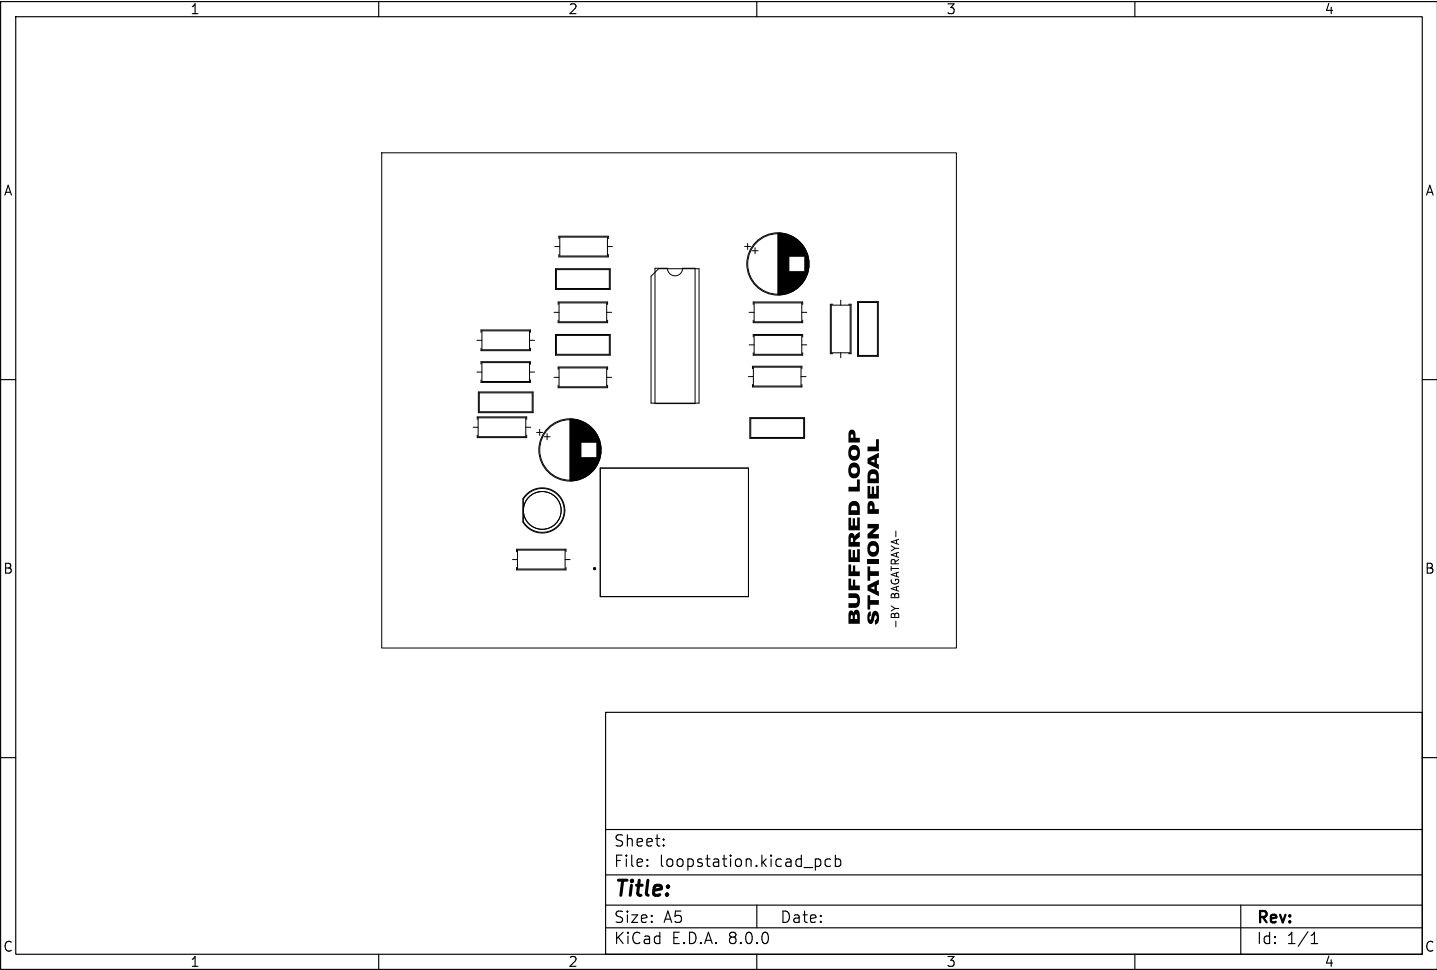 1 2 3 4
A A
BUFFERED LOOP
STATION PEDAL
-BY BAGATRAYA-
B B
Sheet:
File: loopstation.kicad_pcb
Title:
Size: A5 Date: Rev:
KiCad E.D.A. 8.0.0 Id: 1/1
C C
1 2 3 4